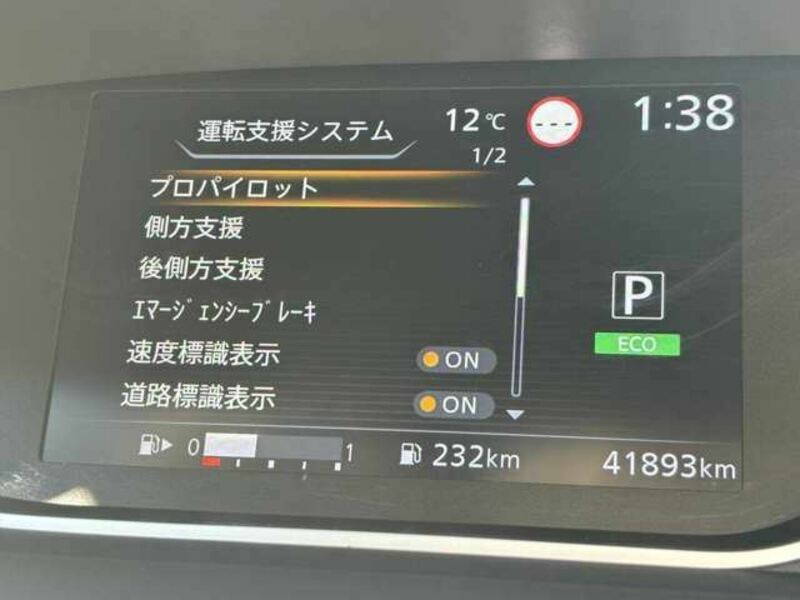 運転支援システム 12℃ 1:38
1/2
プロパイロット
側方支援
後側方支援
ｴﾏｰｼﾞｪﾝｼｰﾌﾞﾚｰｷ
P
ECO
速度標識表示 ON
道路標識表示 ON
0 1 232km 41893km